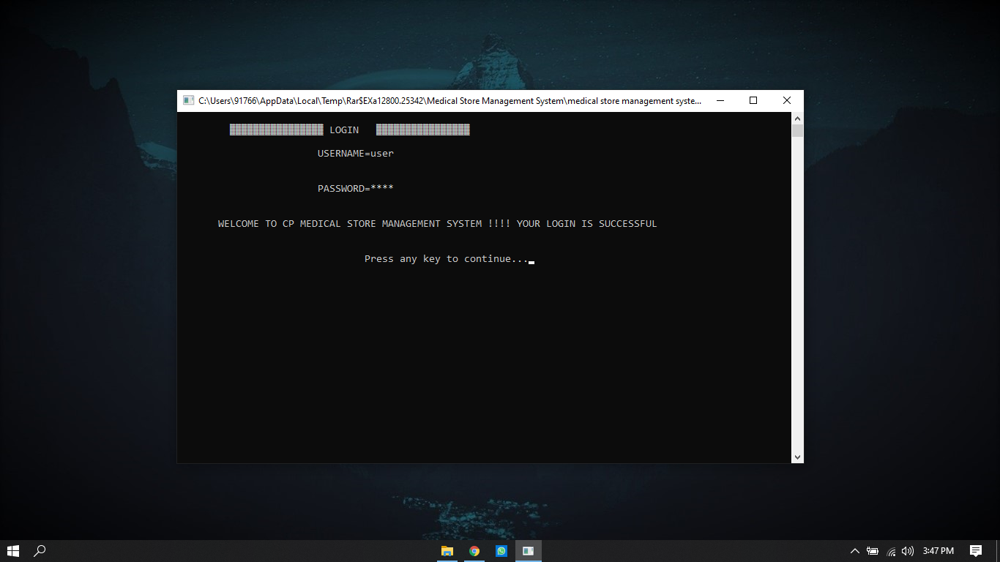 C:\Users\91766\AppData\Local\Temp\Rar$EXa12800.25342\Medical Store Management System\medical store management syste...
LOGIN
USERNAME=user
PASSWORD=****
WELCOME TO CP MEDICAL STORE MANAGEMENT SYSTEM !!!! YOUR LOGIN IS SUCCESSFUL
Press any key to continue...
3:47 PM